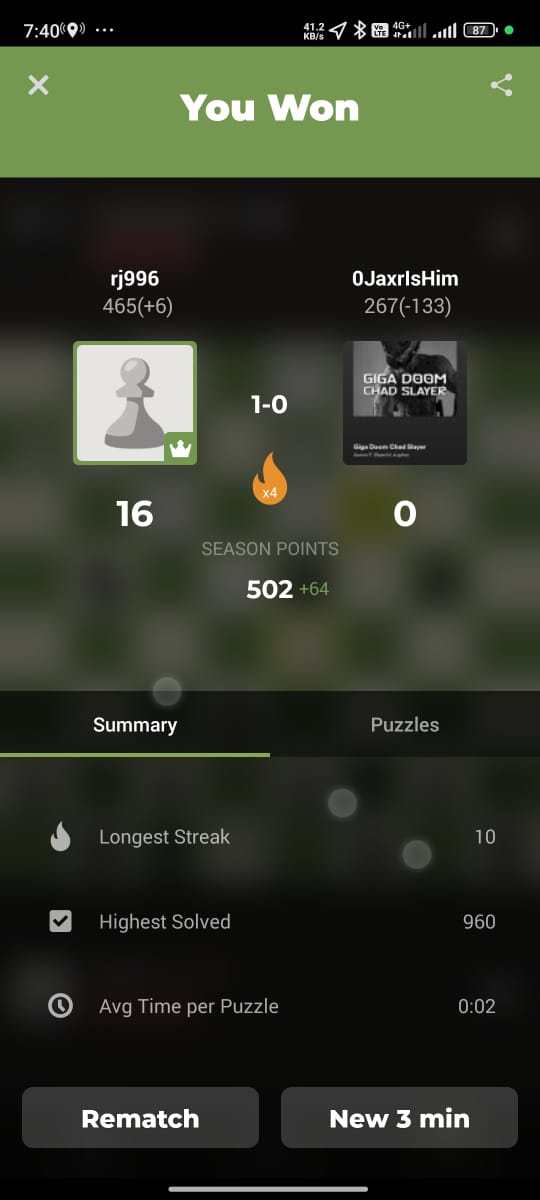 7:40 ...
41.2
KB/s
Vo
LTE
4G+
87
You Won
rj996
0JaxrIsHim
465(+6)
267(-133)
GIGA DOOM
CHAD SLAYER
Giga Doom Chad Slayer
1-0
x4
16
0
SEASON POINTS
502 +64
Summary
Puzzles
Longest Streak
10
Highest Solved
960
Avg Time per Puzzle
0:02
Rematch
New 3 min